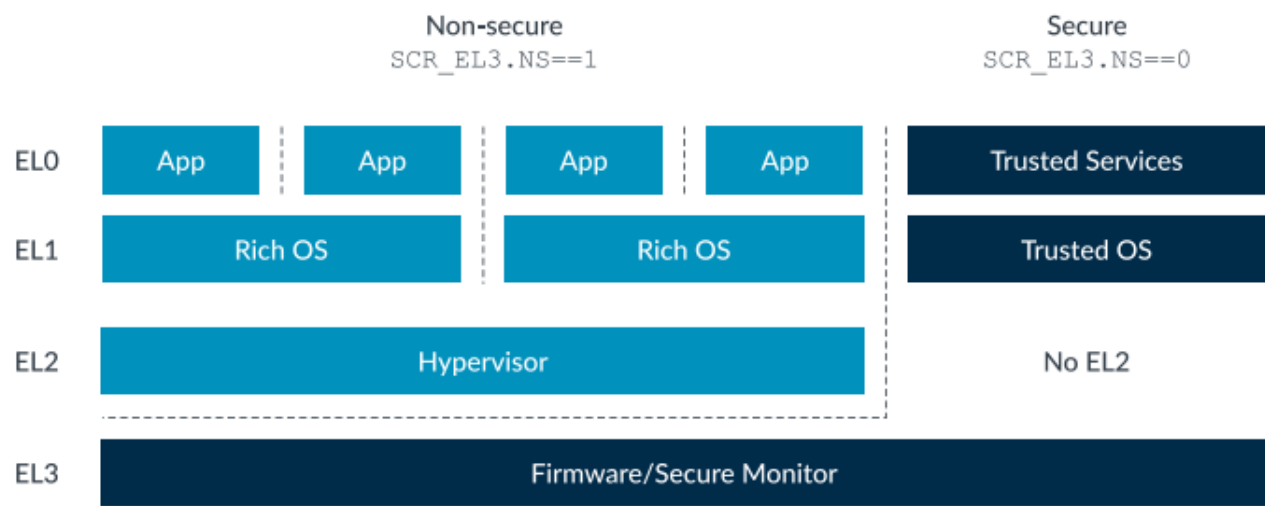 Non-secure Secure
SCR_EL3.NS==1 SCR_EL3.NS==0
EL0 App App App App Trusted Services
EL1 Rich OS Rich OS Trusted OS
EL2 Hypervisor No EL2
EL3 Firmware/Secure Monitor